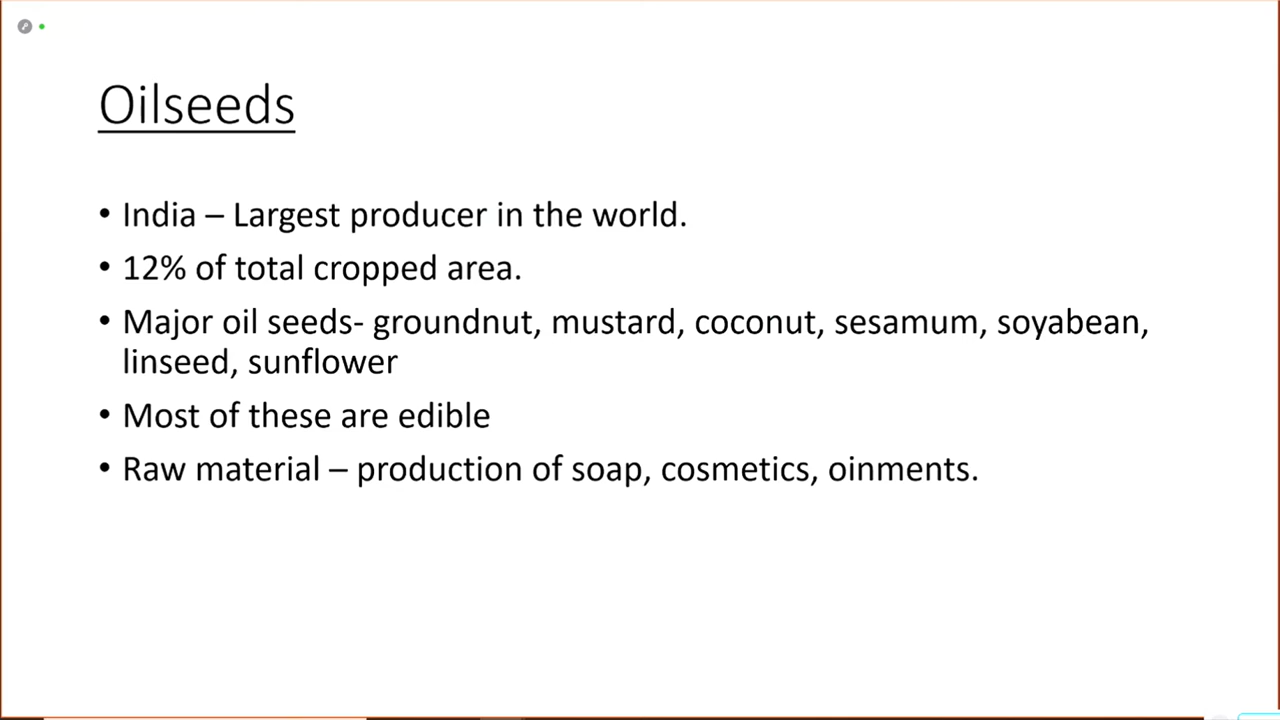 Oilseeds
• India – Largest producer in the world.
• 12% of total cropped area.
• Major oil seeds- groundnut, mustard, coconut, sesamum, soyabean,
linseed, sunflower
• Most of these are edible
• Raw material – production of soap, cosmetics, oinments.